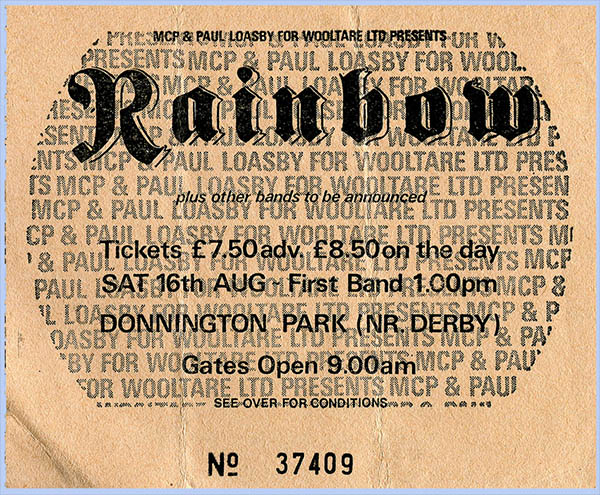 MCP & PAUL LOASBY FOR WOOLTARE LTD PRESENTS
Rainbow
plus other bands to be announced
Tickets £7.50 adv. £8.50 on the day
SAT 16th AUG - First Band 1.00pm
DONNINGTON PARK (NR. DERBY)
Gates Open 9.00am
SEE OVER FOR CONDITIONS
Nº 37409